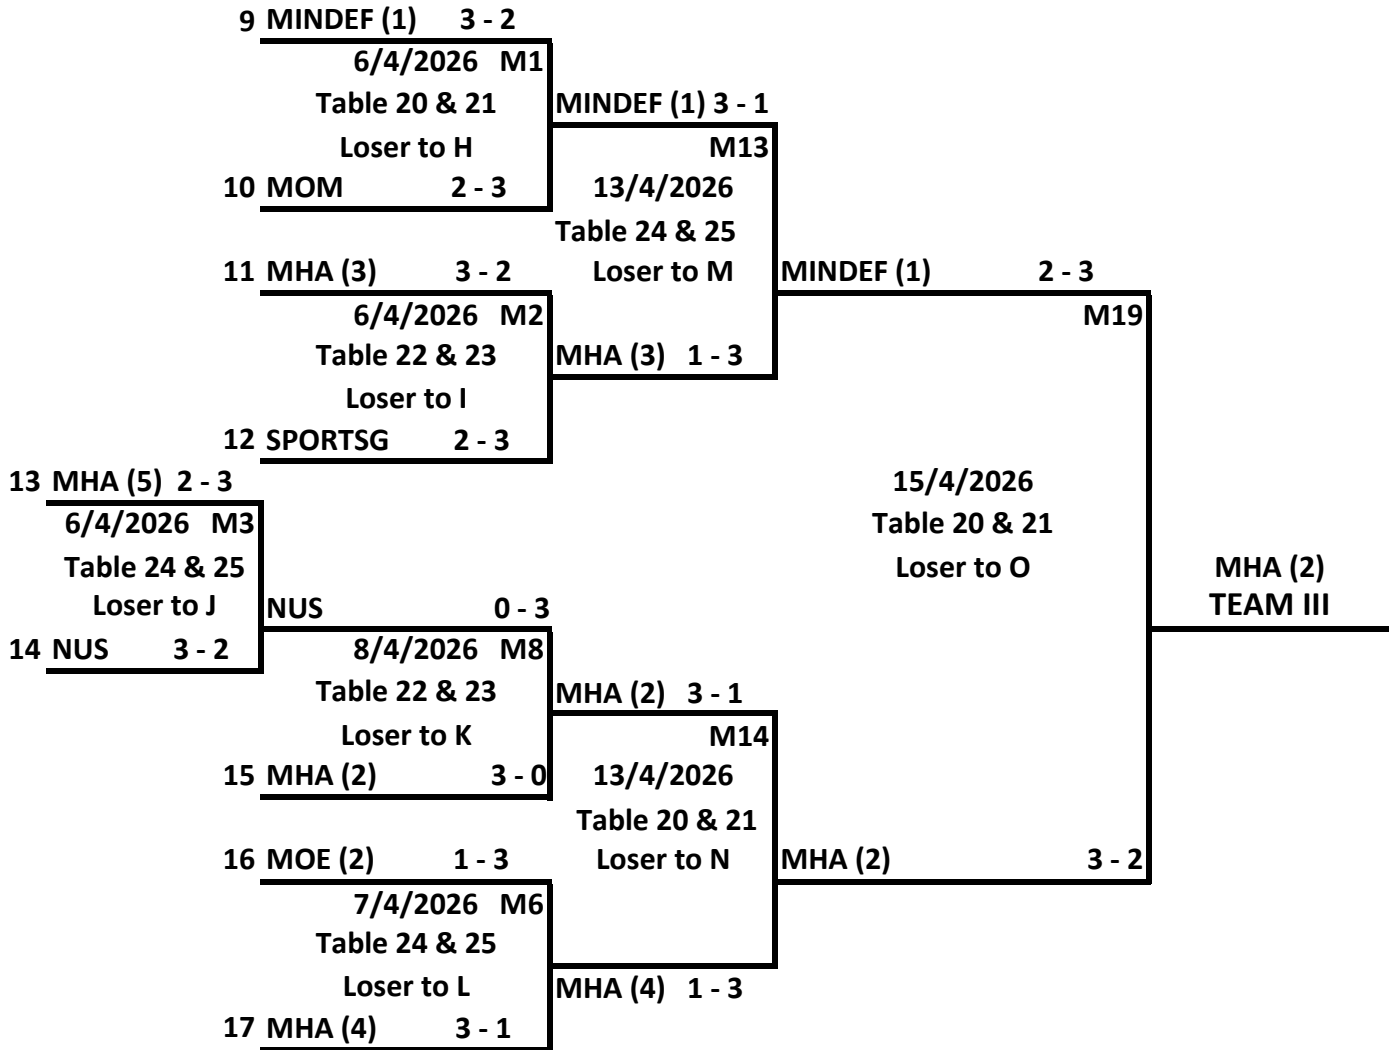 9 MINDEF (1) 3 - 2
6/4/2026 M1
Table 20 & 21
Loser to H
10 MOM 2 - 3
MINDEF (1) 3 - 1
M13
13/4/2026
Table 24 & 25
Loser to M
11 MHA (3) 3 - 2
6/4/2026 M2
Table 22 & 23
Loser to I
12 SPORTSG 2 - 3
MHA (3) 1 - 3
MINDEF (1) 2 - 3
M19
15/4/2026
Table 20 & 21
Loser to O
13 MHA (5) 2 - 3
6/4/2026 M3
Table 24 & 25
Loser to J
14 NUS 3 - 2
NUS 0 - 3
8/4/2026 M8
Table 22 & 23
Loser to K
15 MHA (2) 3 - 0
MHA (2) 3 - 1
M14
13/4/2026
Table 20 & 21
Loser to N
16 MOE (2) 1 - 3
7/4/2026 M6
Table 24 & 25
Loser to L
17 MHA (4) 3 - 1
MHA (4) 1 - 3
MHA (2) 3 - 2
MHA (2)
TEAM III